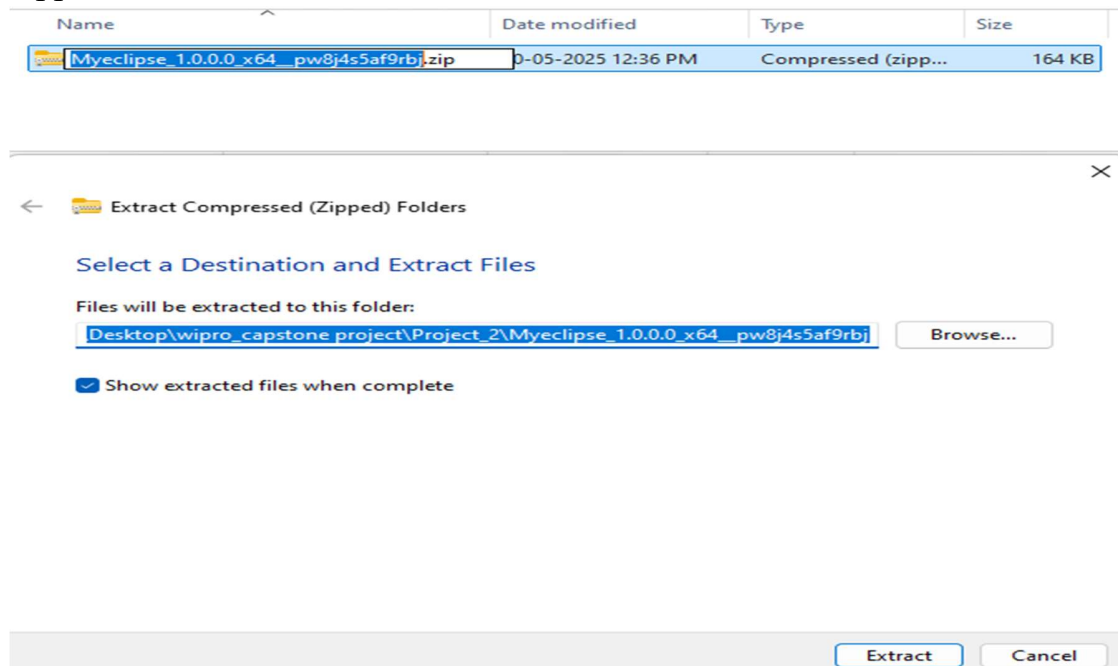 Name Date modified Type Size
Myeclipse_1.0.0.0_x64__pw8j4s5af9rbj.zip 0-05-2025 12:36 PM Compressed (zipp... 164 KB
Extract Compressed (Zipped) Folders
Select a Destination and Extract Files
Files will be extracted to this folder:
Desktop\wipro_capstone project\Project_2\Myeclipse_1.0.0.0_x64__pw8j4s5af9rbj Browse...
Show extracted files when complete
Extract Cancel